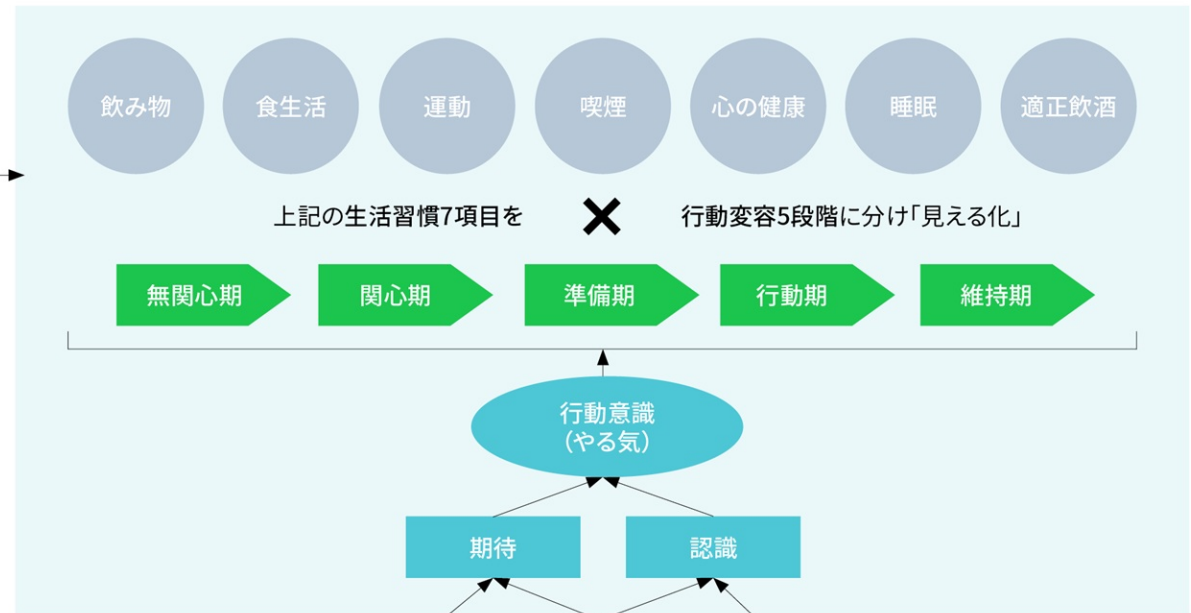 飲み物
食生活
運動
喫煙
心の健康
睡眠
適正飲酒
上記の生活習慣7項目を
行動変容5段階に分け「見える化」
無関心期
関心期
準備期
行動期
維持期
行動意識
(やる気)
期待
認識